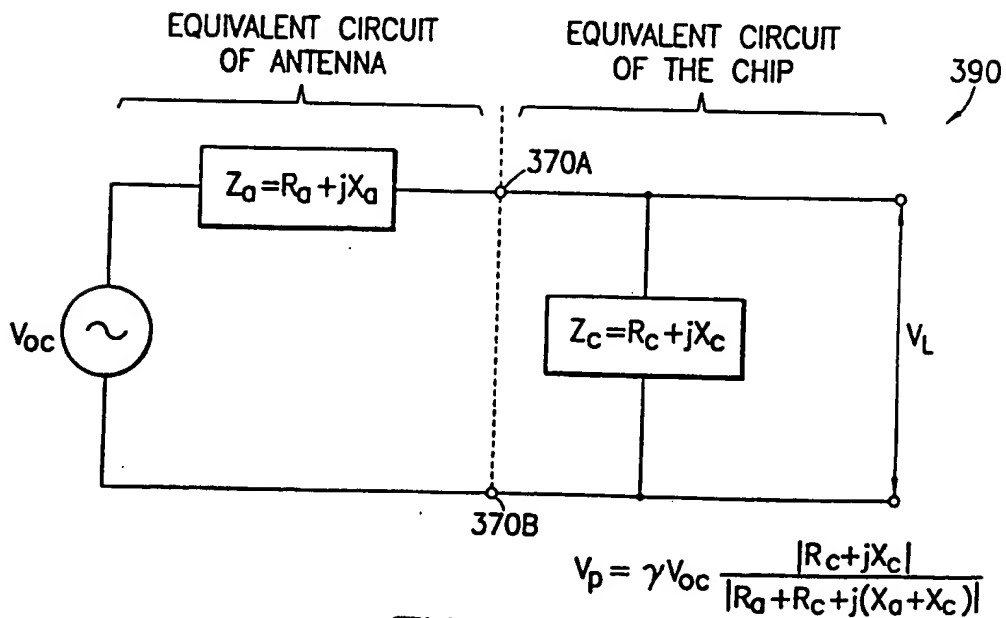 EQUIVALENT CIRCUIT
OF ANTENNA
EQUIVALENT CIRCUIT
OF THE CHIP
390
370A
Za=Ra+jXa
Zc=Rc+jXc
Voc
VL
370B
Vp = γVoc |Rc+jXc| / |Ra+Rc+j(Xa+Xc)|